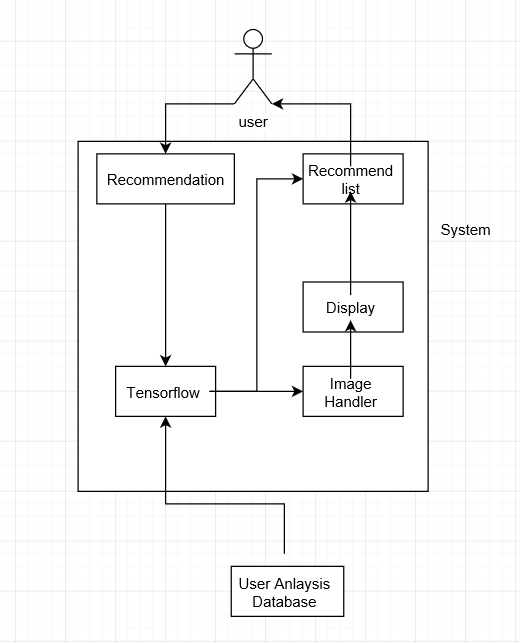 user
Recommendation
Recommend
list
System
Display
Tensorflow
Image
Handler
User Anlaysis
Database